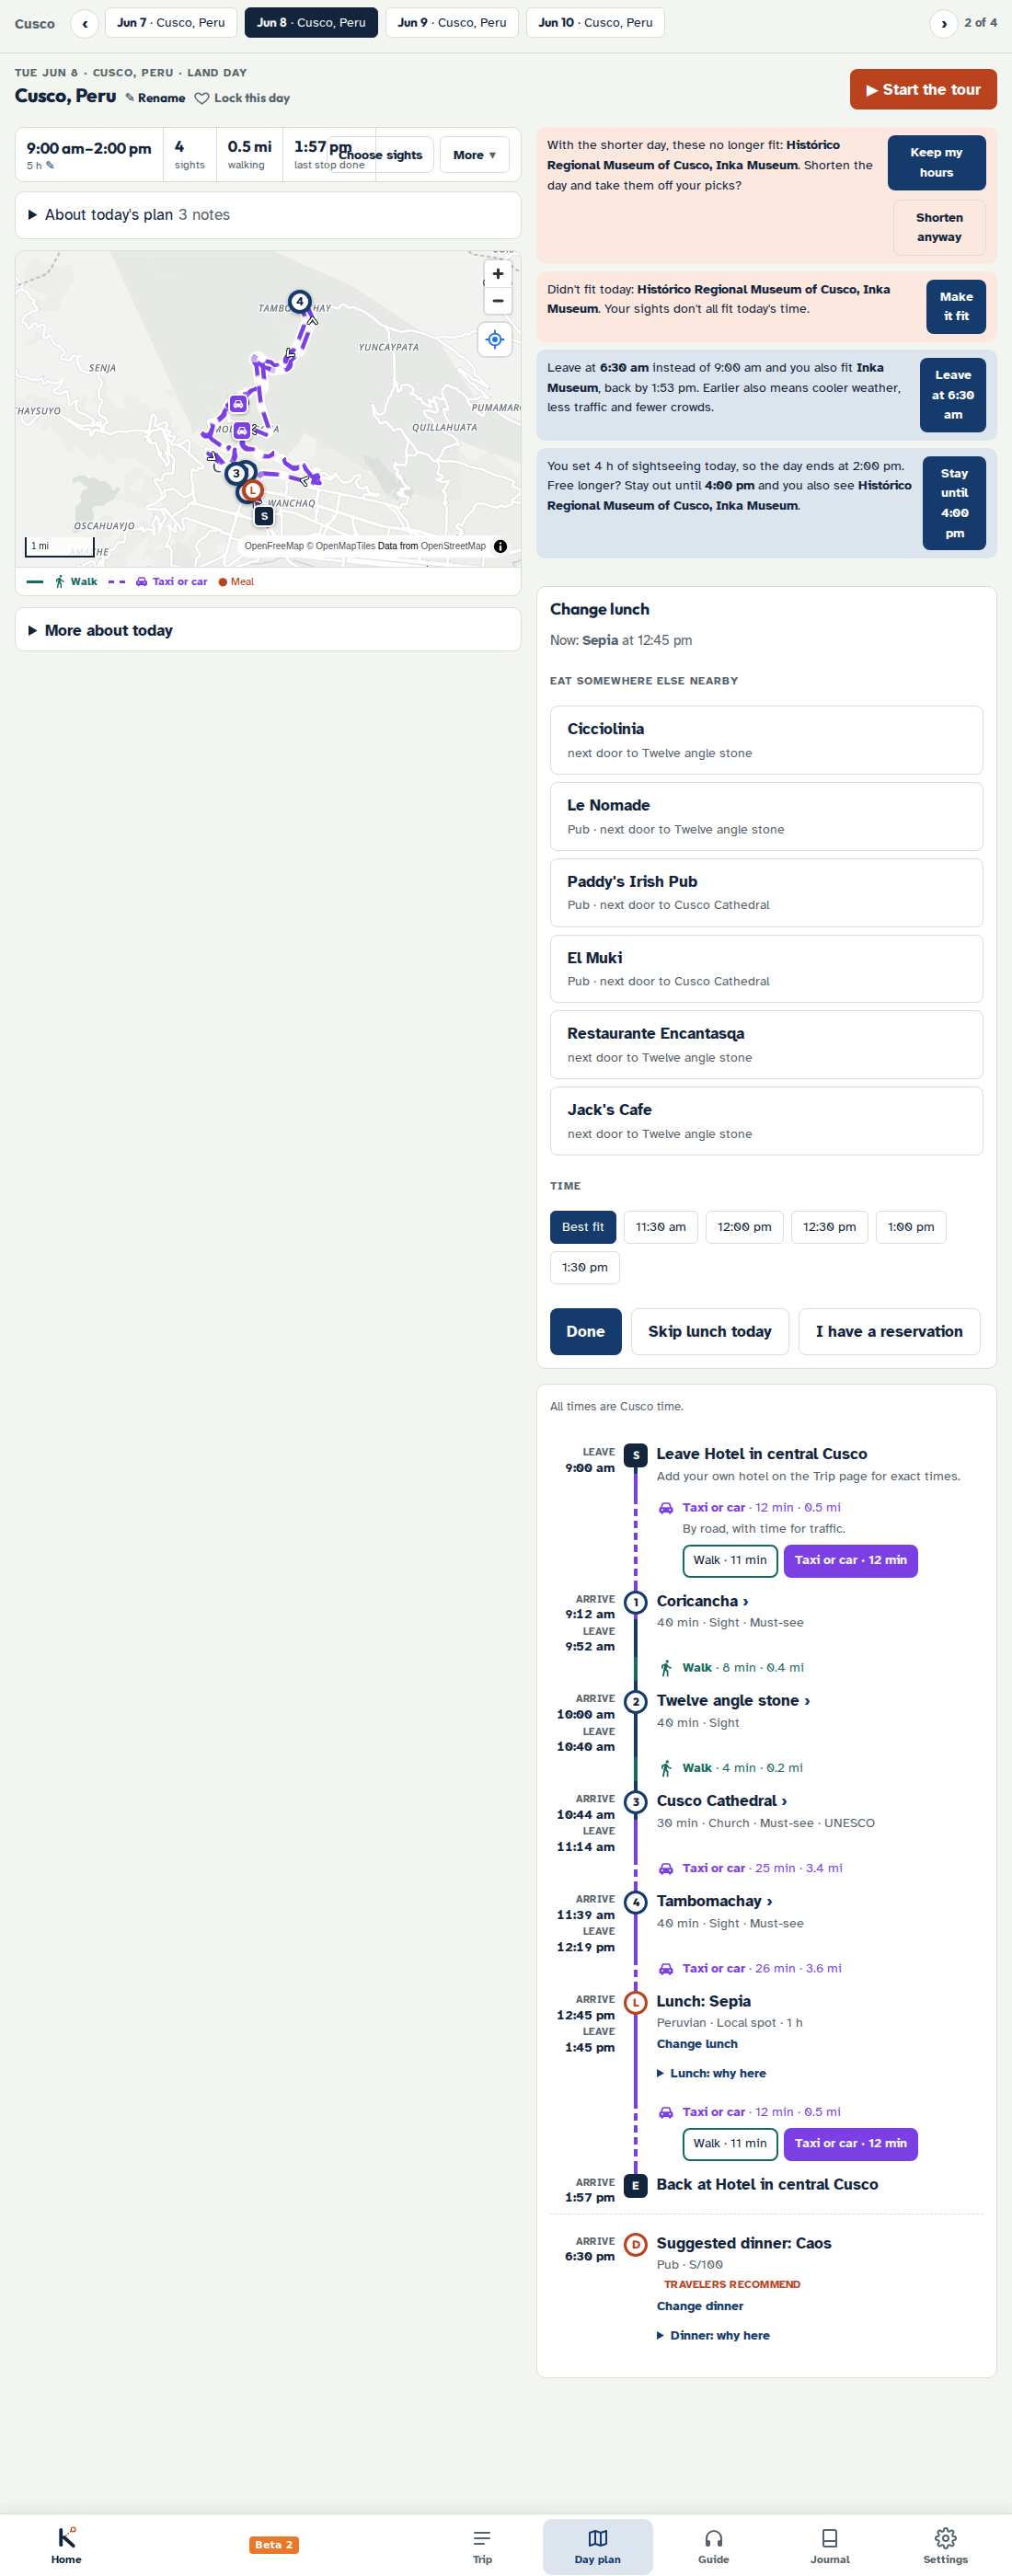 Cusco
‹
Jun 7 · Cusco, Peru
Jun 8 · Cusco, Peru
Jun 9 · Cusco, Peru
Jun 10 · Cusco, Peru
›
2 of 4
TUE JUN 8 · CUSCO, PERU · LAND DAY
Cusco, Peru ✎ Rename ♡ Lock this day
▶ Start the tour
9:00 am–2:00 pm
5 h ✎
4
sights
0.5 mi
walking
1:57 pm
last stop done
Choose sights
More ▾
▶ About today's plan 3 notes
4
YUNCAYPATA
SENJA
PUMAMAR
QUILLAHUATA
3
L
WANCHAQ
S
OSCAHUAYJO
1 mi
OpenFreeMap © OpenMapTiles Data from OpenStreetMap
Walk
Taxi or car
Meal
▶ More about today
With the shorter day, these no longer fit: Histórico
Regional Museum of Cusco, Inka Museum. Shorten the
day and take them off your picks?
Keep my
hours
Shorten
anyway
Didn't fit today: Histórico Regional Museum of Cusco, Inka
Museum. Your sights don't all fit today's time.
Make
it fit
Leave at 6:30 am instead of 9:00 am and you also fit Inka
Museum, back by 1:53 pm. Earlier also means cooler weather,
less traffic and fewer crowds.
Leave
at 6:30
am
You set 4 h of sightseeing today, so the day ends at 2:00 pm.
Free longer? Stay out until 4:00 pm and you also see Histórico
Regional Museum of Cusco, Inka Museum.
Stay
until
4:00
pm
Change lunch
Now: Sepia at 12:45 pm
EAT SOMEWHERE ELSE NEARBY
Cicciolinia
next door to Twelve angle stone
Le Nomade
Pub · next door to Twelve angle stone
Paddy's Irish Pub
Pub · next door to Cusco Cathedral
El Muki
Pub · next door to Cusco Cathedral
Restaurante Encantasqa
next door to Twelve angle stone
Jack's Cafe
next door to Twelve angle stone
TIME
Best fit
11:30 am
12:00 pm
12:30 pm
1:00 pm
1:30 pm
Done
Skip lunch today
I have a reservation
All times are Cusco time.
LEAVE
9:00 am
S
Leave Hotel in central Cusco
Add your own hotel on the Trip page for exact times.
Taxi or car · 12 min · 0.5 mi
By road, with time for traffic.
Walk · 11 min
Taxi or car · 12 min
ARRIVE
9:12 am
LEAVE
9:52 am
1
Coricancha ›
40 min · Sight · Must-see
Walk · 8 min · 0.4 mi
ARRIVE
10:00 am
LEAVE
10:40 am
2
Twelve angle stone ›
40 min · Sight
Walk · 4 min · 0.2 mi
ARRIVE
10:44 am
LEAVE
11:14 am
3
Cusco Cathedral ›
30 min · Church · Must-see · UNESCO
Taxi or car · 25 min · 3.4 mi
ARRIVE
11:39 am
LEAVE
12:19 pm
4
Tambomachay ›
40 min · Sight · Must-see
Taxi or car · 26 min · 3.6 mi
ARRIVE
12:45 pm
LEAVE
1:45 pm
L
Lunch: Sepia
Peruvian · Local spot · 1 h
Change lunch
▶ Lunch: why here
Taxi or car · 12 min · 0.5 mi
Walk · 11 min
Taxi or car · 12 min
ARRIVE
1:57 pm
E
Back at Hotel in central Cusco
ARRIVE
6:30 pm
D
Suggested dinner: Caos
Pub · S/100
TRAVELERS RECOMMEND
Change dinner
▶ Dinner: why here
Home
Beta 2
Trip
Day plan
Guide
Journal
Settings